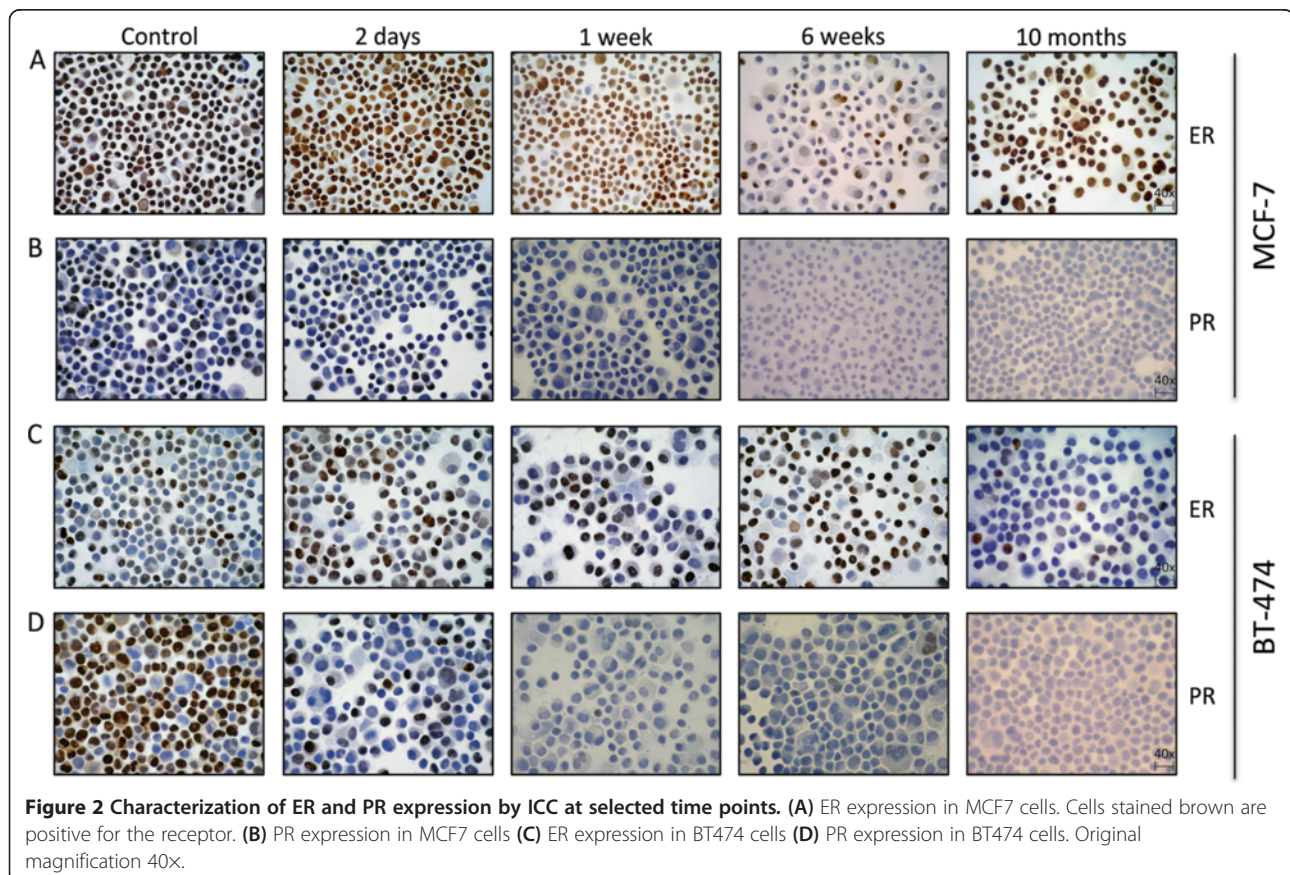 Control 2 days 1 week 6 weeks 10 months
A ER
40x
B PR
40x
MCF-7
C ER
40x
D PR
40x
BT-474
Figure 2 Characterization of ER and PR expression by ICC at selected time points. (A) ER expression in MCF7 cells. Cells stained brown are
positive for the receptor. (B) PR expression in MCF7 cells (C) ER expression in BT474 cells (D) PR expression in BT474 cells. Original
magnification 40×.